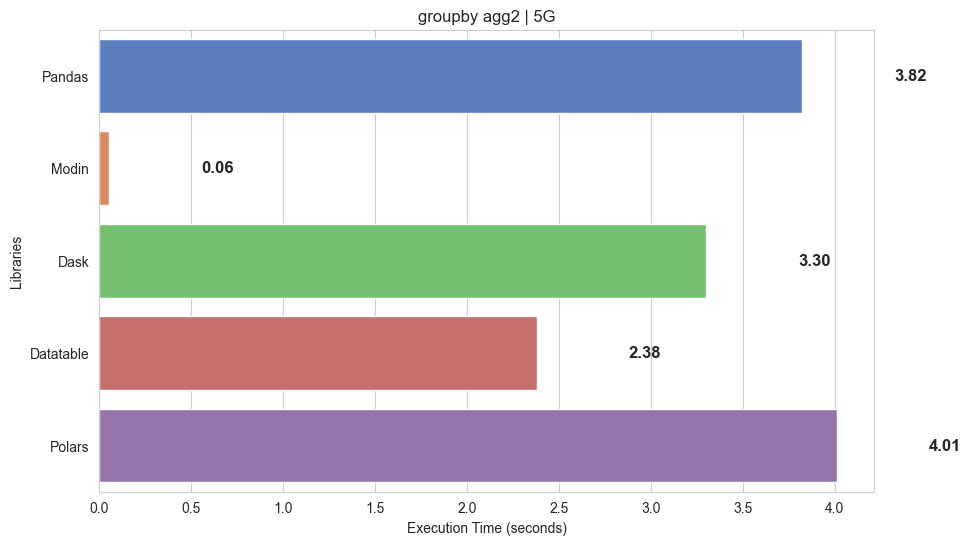 groupby agg2 | 5G
Pandas
3.82
Modin
0.06
Dask
3.30
Datatable
2.38
Polars
4.01
Libraries
0.0 0.5 1.0 1.5 2.0 2.5 3.0 3.5 4.0
Execution Time (seconds)